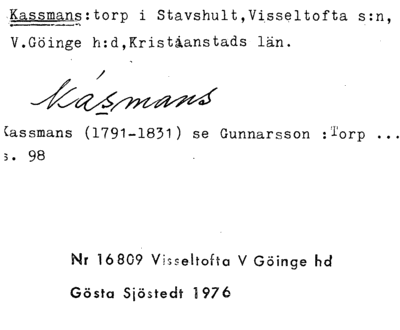 Kassmans:torp i Stavshult,Visseltofta s:n,
V.Göinge h:d,Kristianstads län.
Kásmans
Kassmans (1791-1831) se Gunnarsson :Torp ...
s. 98
Nr 16809 Visseltofta V Göinge hd
Gösta Sjöstedt 1976